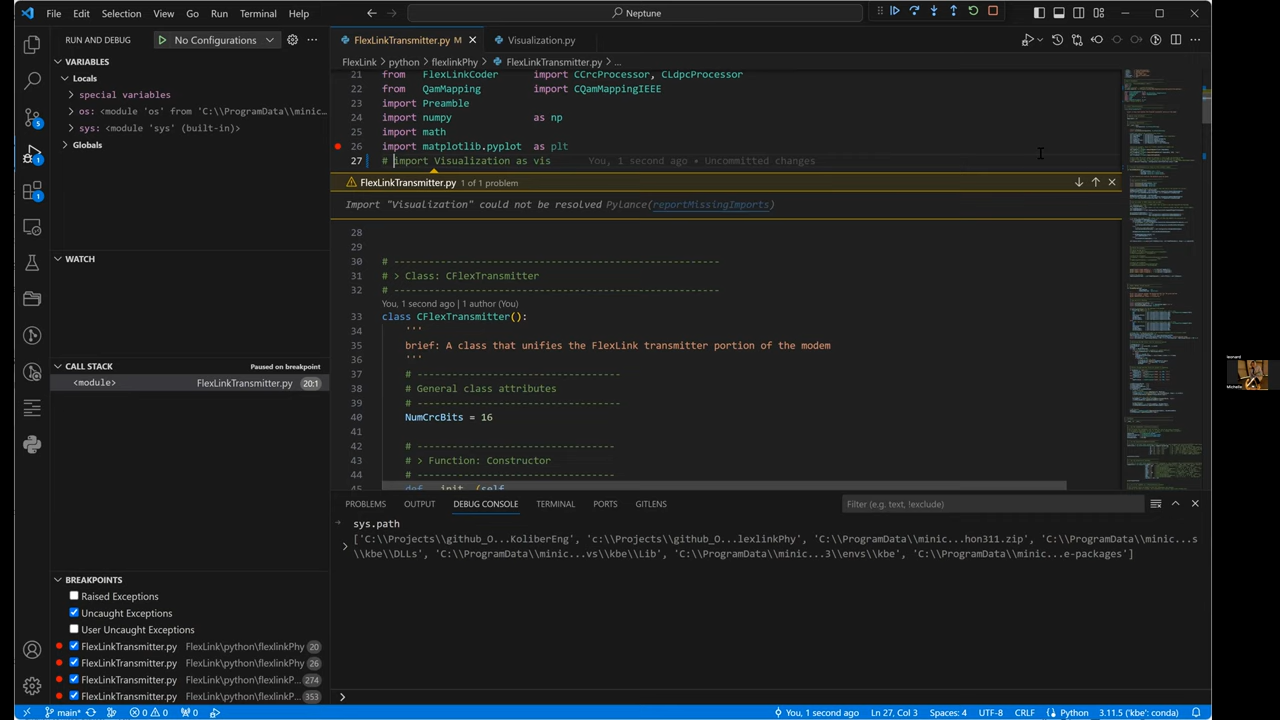 File Edit Selection View Go Run Terminal Help
Neptune
RUN AND DEBUG
No Configurations
FlexLinkTransmitter.py M
Visualization.py
VARIABLES
FlexLink > python > flexlinkPhy > FlexLinkTransmitter.py > ...
Locals
special variables
os: <module 'os' from 'C:\\ProgramData\\minic...
sys: <module 'sys' (built-in)>
Globals
21 from FlexLinkCoder import CCrcProcessor, CLdpcProcessor
22 from QamMapping import CQamMappingIEEE
23 import Preamble
24 import numpy as np
25 import math
26 import matplotlib.pyplot as plt
27 # import Visualization as vis You, 1 second ago • Uncommitted changes
FlexLinkTransmitter.py 1 of 1 problem
Import "Visualization" could not be resolved Pylance(reportMissingImports)
28
29
30 # ---------------------------------------------------------
31 # > Class: CFlexTransmitter
32 # ---------------------------------------------------------
You, 1 second ago | 1 author (You)
33 class CFlexTransmitter():
34 '''
35 brief: A class that unifies the FlexLink transmitter portion of the modem
36 '''
37 # -----------------------------------
38 # General class attributes
39 # -----------------------------------
40 NumCrcBits = 16
41
42 # ----------------------------------
43 # > Function: Constructor
44 # ----------------------------------
45 def __init__(self
WATCH
CALL STACK
Paused on breakpoint
<module> FlexLinkTransmitter.py 20:1
BREAKPOINTS
Raised Exceptions
Uncaught Exceptions
User Uncaught Exceptions
FlexLinkTransmitter.py FlexLink\python\flexlinkPhy 20
FlexLinkTransmitter.py FlexLink\python\flexlinkPhy 26
FlexLinkTransmitter.py FlexLink\python\flexlinkP... 274
FlexLinkTransmitter.py FlexLink\python\flexlinkP... 353
PROBLEMS OUTPUT DEBUG CONSOLE TERMINAL PORTS GITLENS
Filter (e.g. text, !exclude)
sys.path
['C:\\Projects\\github_O...KoliberEng', 'c:\\Projects\\github_O...lexlinkPhy', 'C:\\ProgramData\\minic...hon311.zip', 'C:\\ProgramData\\minic...s
\\kbe\\DLLs', 'C:\\ProgramData\\minic...vs\\kbe\\Lib', 'C:\\ProgramData\\minic...3\\envs\\kbe', 'C:\\ProgramData\\minic...e-packages']
5
1
1
main* 0 0 0
You, 1 second ago Ln 27, Col 3 Spaces: 4 UTF-8 CRLF Python 3.11.5 ('kbe': conda)
Michelle